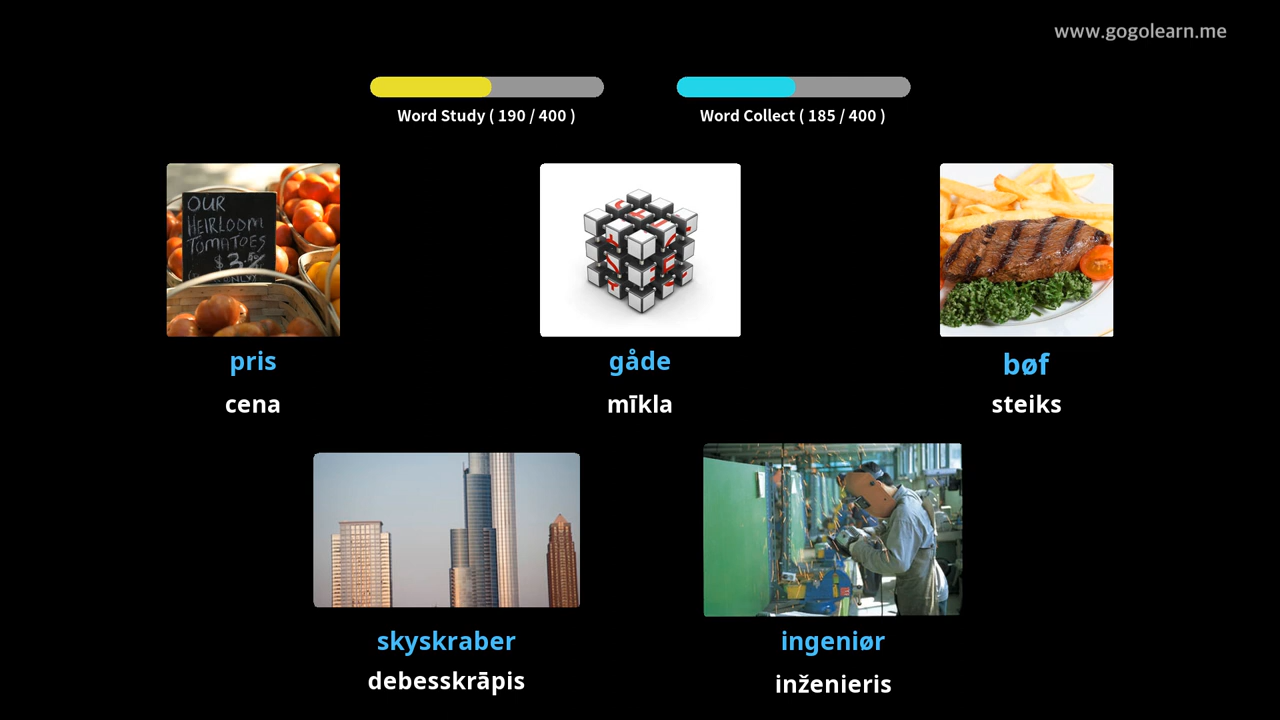 www.gogolearn.me
Word Study ( 190 / 400 )
Word Collect ( 185 / 400 )
OUR
HEIRLOOM
TOMATOES
pris
gåde
bøf
cena
mīkla
steiks
skyskraber
ingeniør
debesskrāpis
inženieris